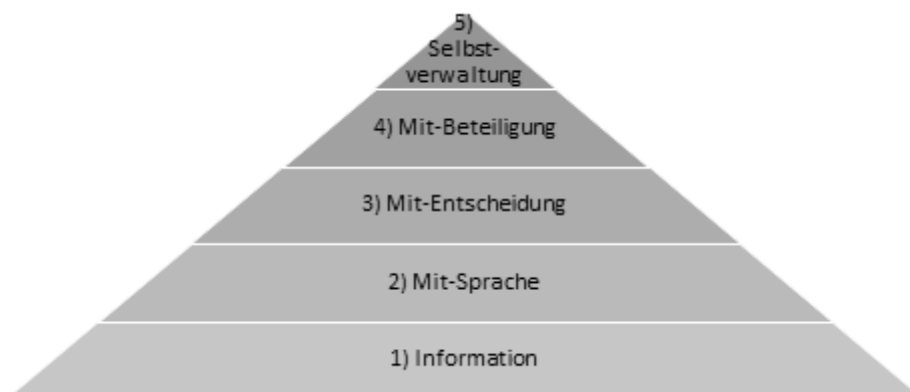 5)
Selbst-
verwaltung
4) Mit-Beteiligung
3) Mit-Entscheidung
2) Mit-Sprache
1) Information